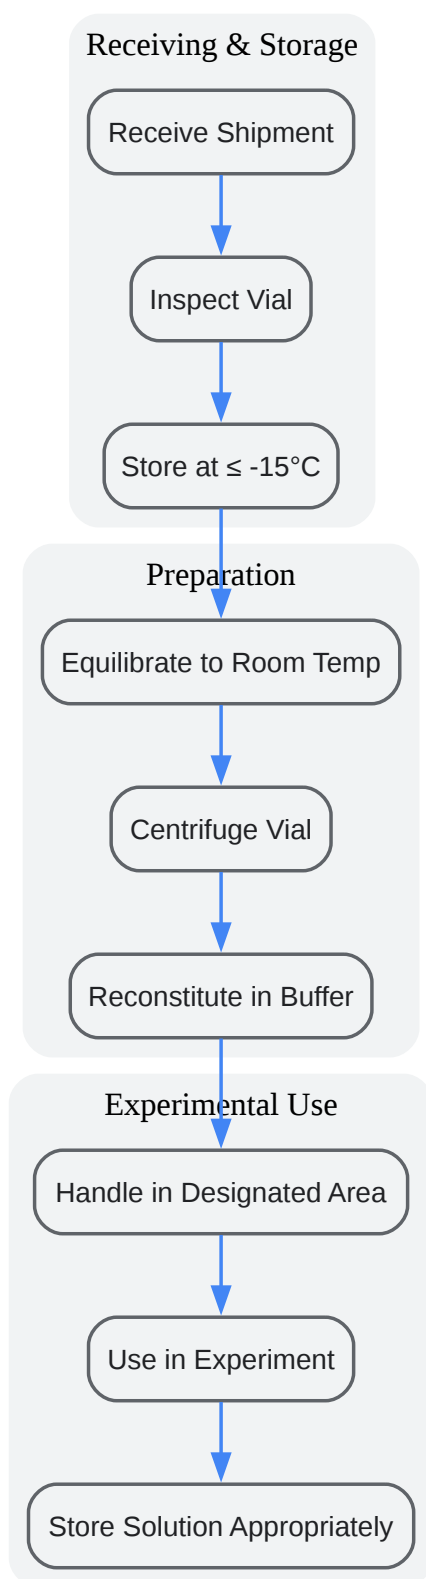 Receiving & Storage
Receive Shipment
Inspect Vial
Store at ≤ -15°C
Preparation
Equilibrate to Room Temp
Centrifuge Vial
Reconstitute in Buffer
Experimental Use
Handle in Designated Area
Use in Experiment
Store Solution Appropriately